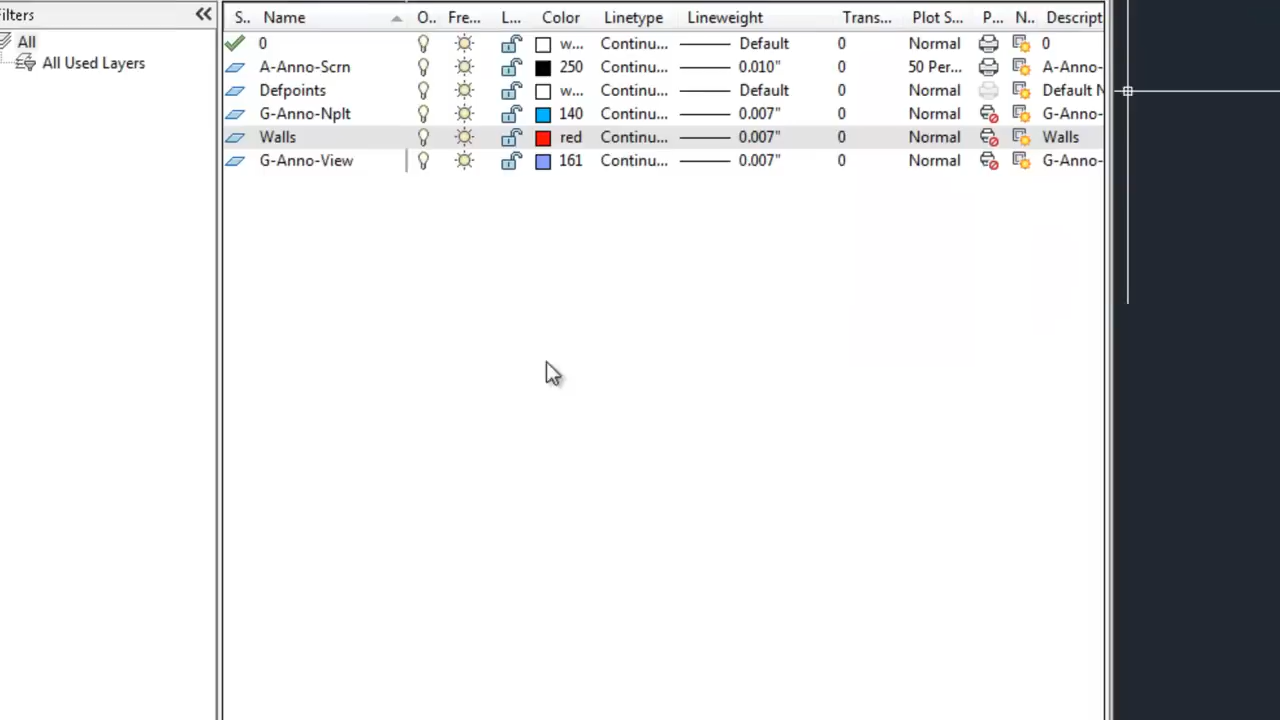 ilters
All
All Used Layers
S.. Name O.. Fre... L... Color Linetype Lineweight Trans... Plot S... P... N.. Descript
0 w... Continu... Default 0 Normal 0
A-Anno-Scrn 250 Continu... 0.010" 0 50 Per... A-Anno-
Defpoints w... Continu... Default 0 Normal Default N
G-Anno-Nplt 140 Continu... 0.007" 0 Normal G-Anno-
Walls red Continu... 0.007" 0 Normal Walls
G-Anno-View 161 Continu... 0.007" 0 Normal G-Anno-